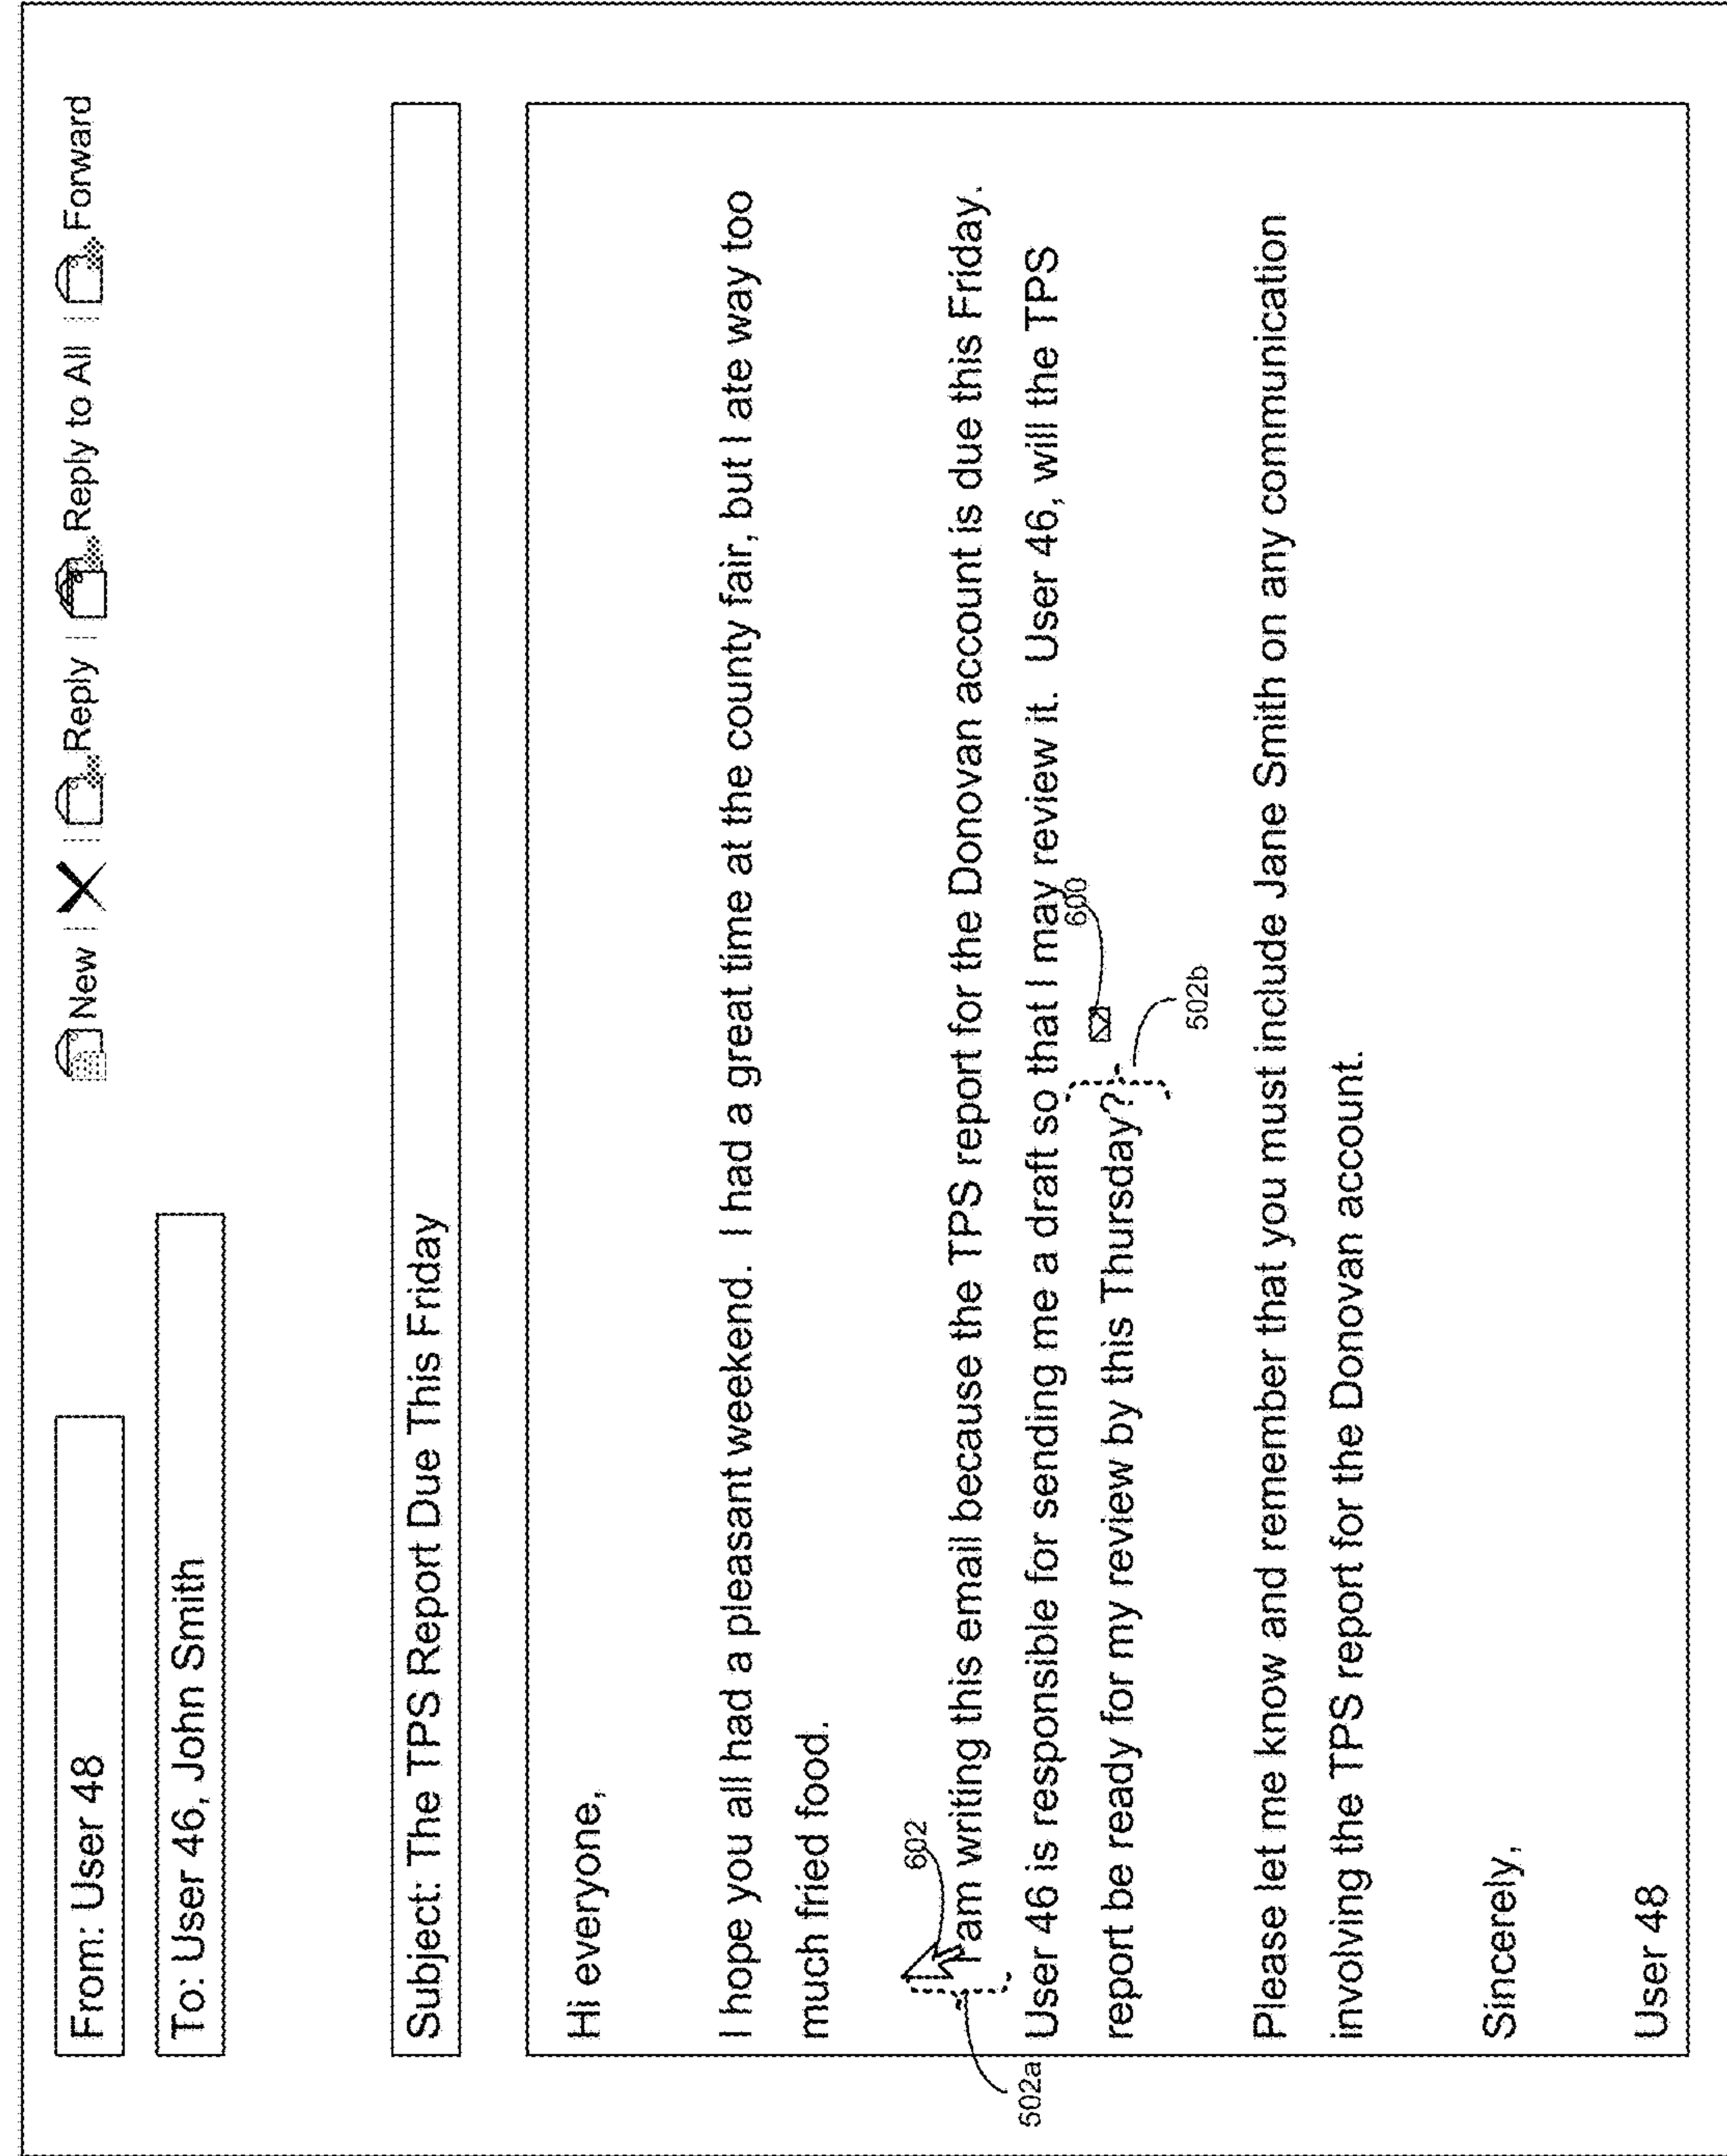 From: User 48
New | | Reply | Reply to All | Forward
To: User 46, John Smith
Subject: The TPS Report Due This Friday
Hi everyone,
I hope you all had a pleasant weekend. I had a great time at the county fair, but I ate way too
much fried food.
602
502a
I am writing this email because the TPS report for the Donovan account is due this Friday.
User 46 is responsible for sending me a draft so that I may review it. User 46, will the TPS
600
report be ready for my review by this Thursday?
502b
Please let me know and remember that you must include Jane Smith on any communication
involving the TPS report for the Donovan account.
Sincerely,
User 48